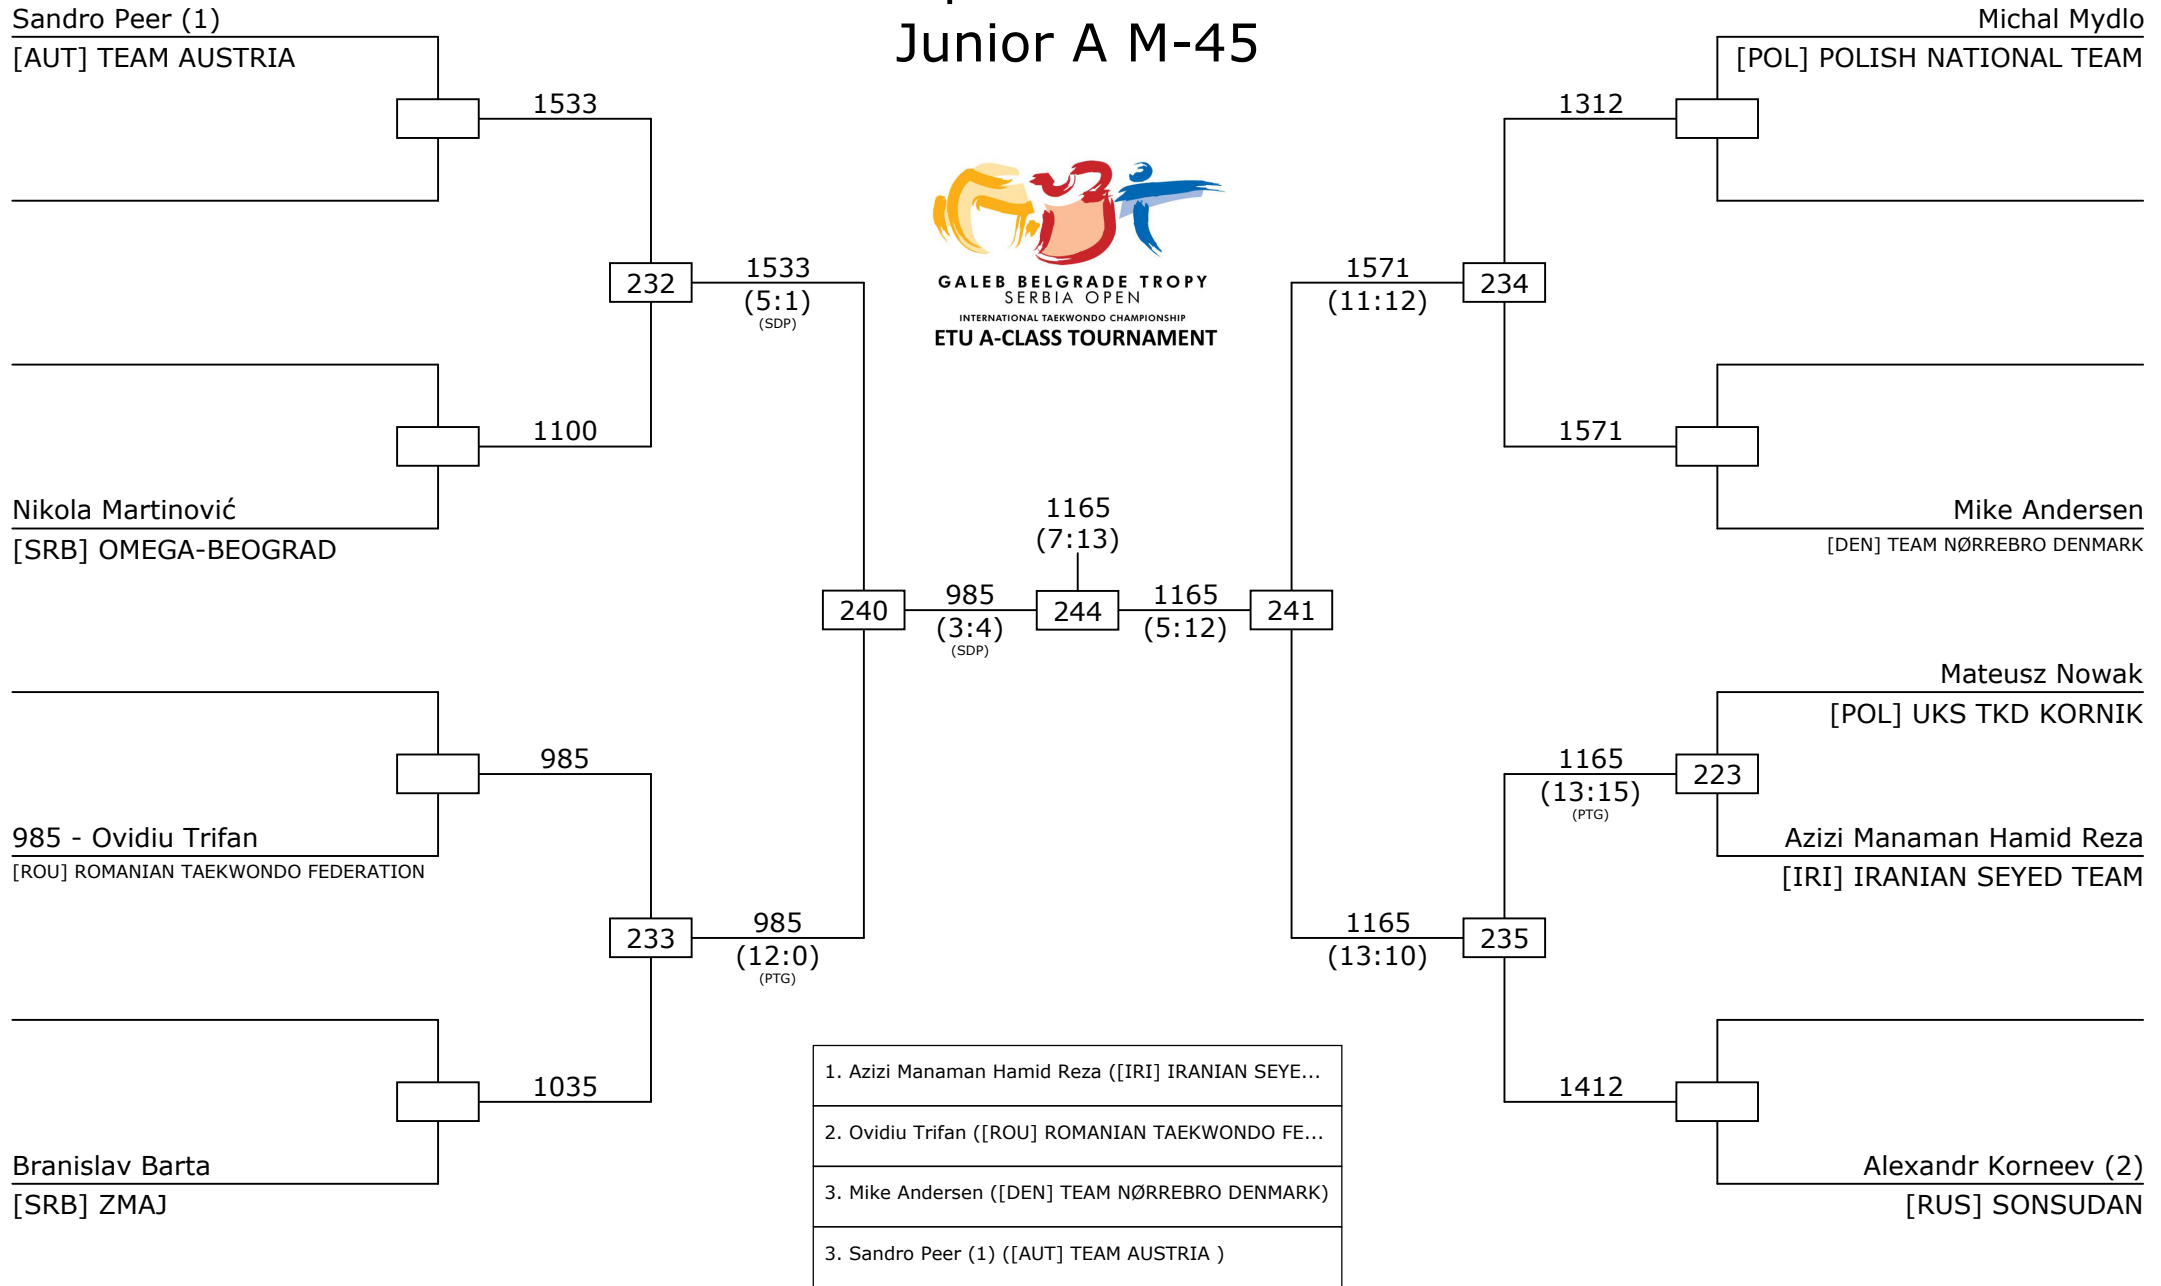 Junior A M-45
Sandro Peer (1)
[AUT] TEAM AUSTRIA
1533
Nikola Martinović
[SRB] OMEGA-BEOGRAD
1100
232
1533
(5:1)
(SDP)
985 - Ovidiu Trifan
[ROU] ROMANIAN TAEKWONDO FEDERATION
985
Branislav Barta
[SRB] ZMAJ
1035
233
985
(12:0)
(PTG)
240
985
(3:4)
(SDP)
1165
(7:13)
244
1165
(5:12)
241
GALEB BELGRADE TROPY
SERBIA OPEN
INTERNATIONAL TAEKWONDO CHAMPIONSHIP
ETU A-CLASS TOURNAMENT
Michal Mydlo
[POL] POLISH NATIONAL TEAM
1312
1571
(11:12)
234
1571
Mike Andersen
[DEN] TEAM NØRREBRO DENMARK
Mateusz Nowak
[POL] UKS TKD KORNIK
1165
(13:15)
(PTG)
223
Azizi Manaman Hamid Reza
[IRI] IRANIAN SEYED TEAM
1165
(13:10)
235
1412
Alexandr Korneev (2)
[RUS] SONSUDAN
1. Azizi Manaman Hamid Reza ([IRI] IRANIAN SEYE...
2. Ovidiu Trifan ([ROU] ROMANIAN TAEKWONDO FE...
3. Mike Andersen ([DEN] TEAM NØRREBRO DENMARK)
3. Sandro Peer (1) ([AUT] TEAM AUSTRIA )